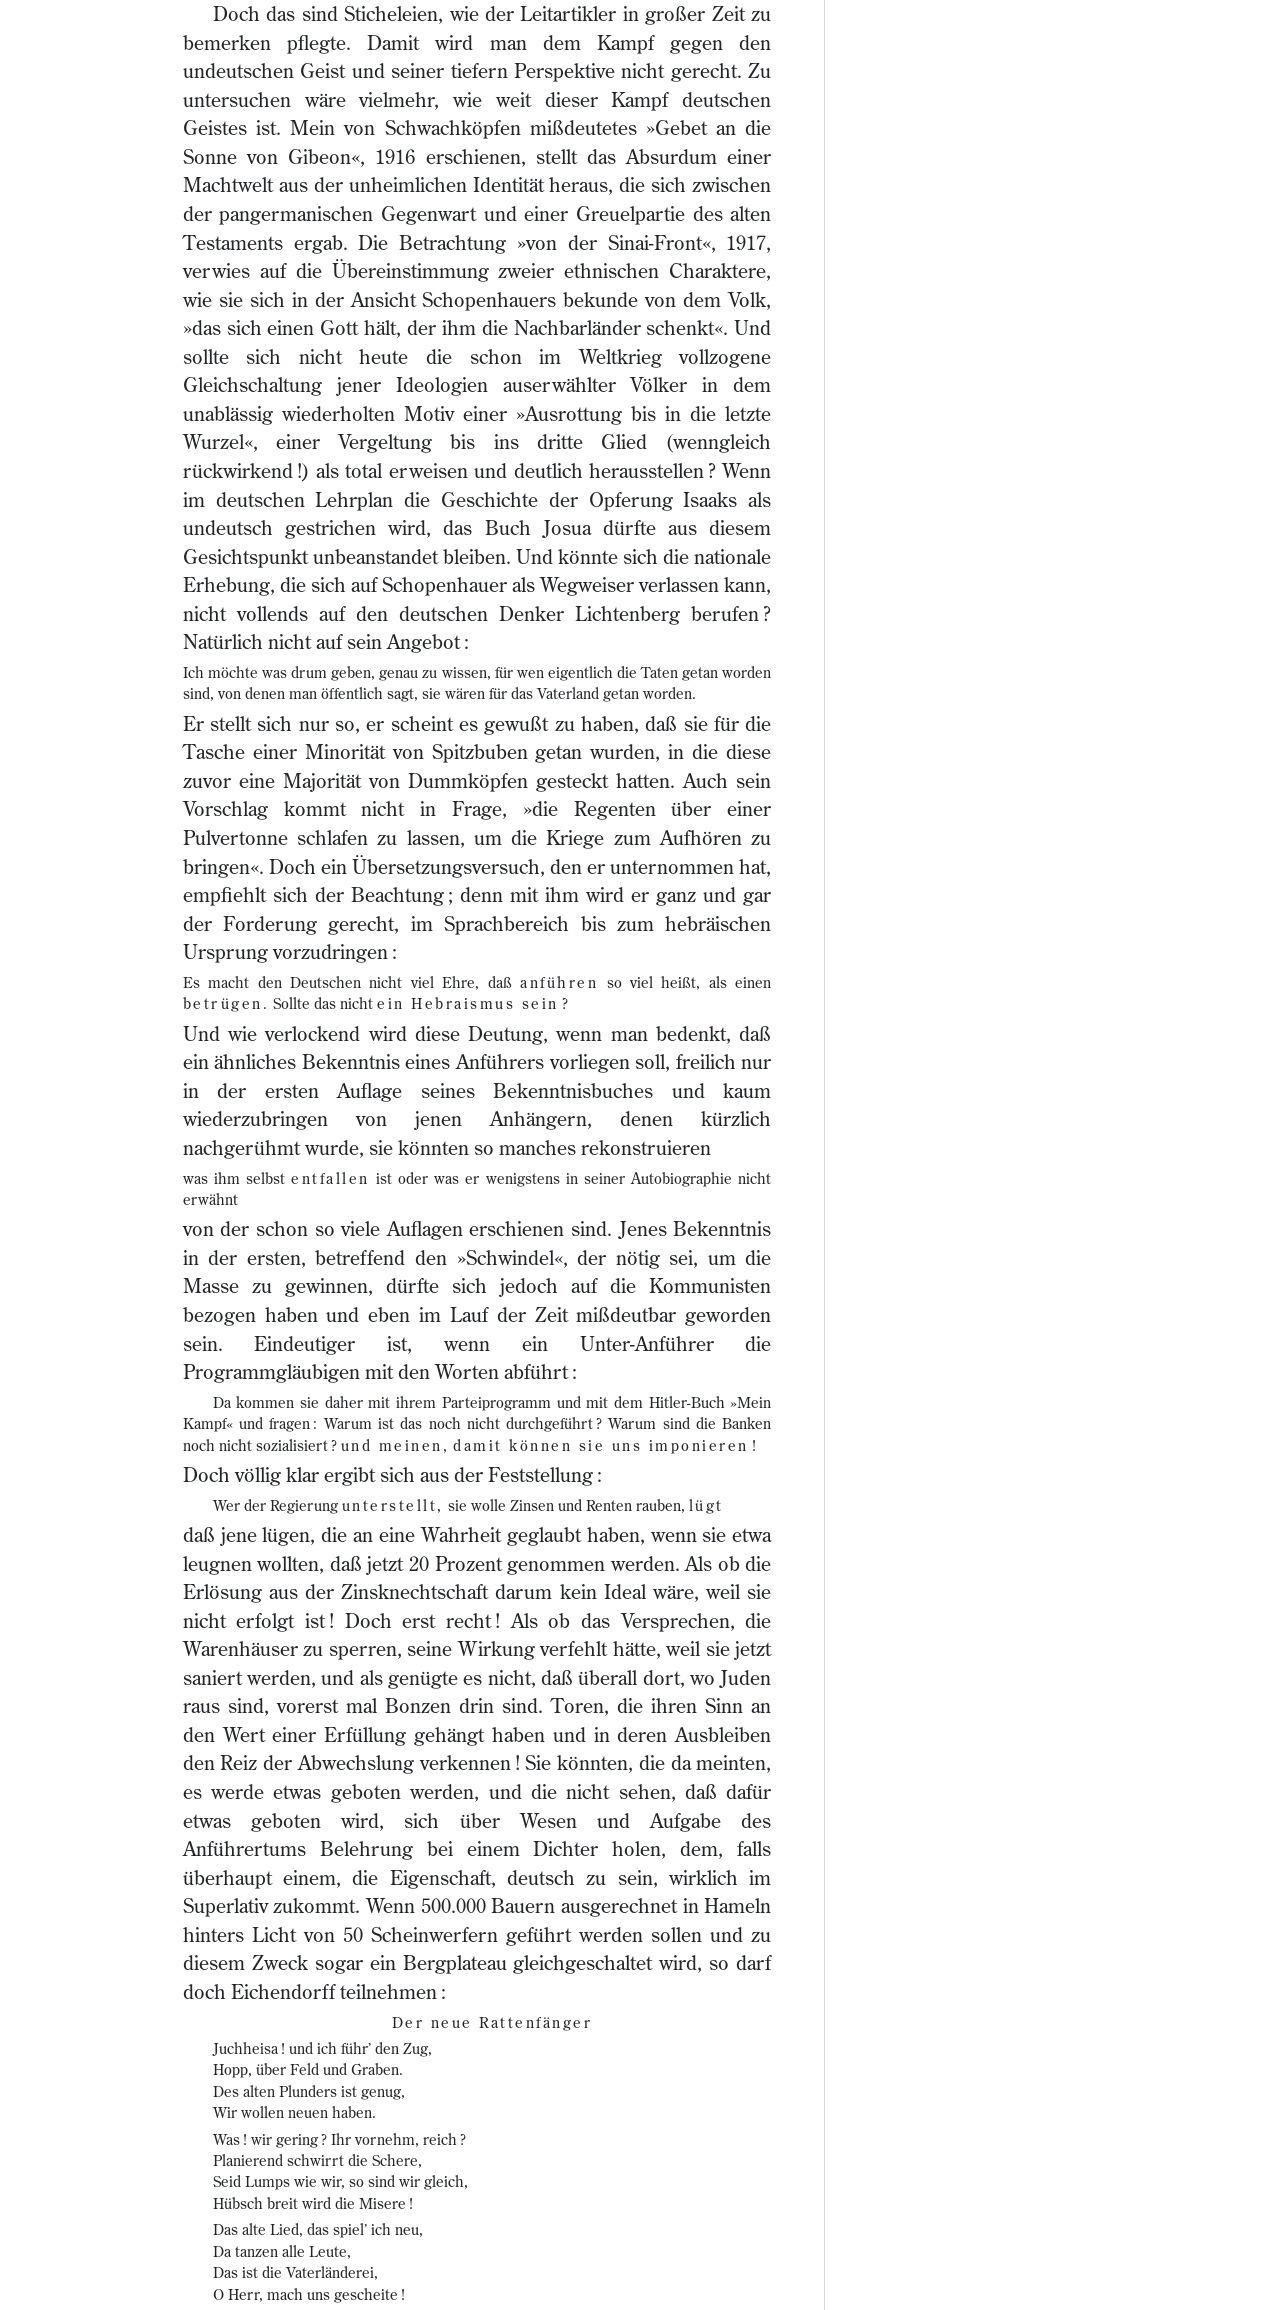 Doch das sind Sticheleien, wie der Leitartikler in großer Zeit zu
bemerken pflegte. Damit wird man dem Kampf gegen den
undeutschen Geist und seiner tiefern Perspektive nicht gerecht. Zu
untersuchen wäre vielmehr, wie weit dieser Kampf deutschen
Geistes ist. Mein von Schwachköpfen mißdeutetes »Gebet an die
Sonne von Gibeon«, 1916 erschienen, stellt das Absurdum einer
Machtwelt aus der unheimlichen Identität heraus, die sich zwischen
der pangermanischen Gegenwart und einer Greuelpartie des alten
Testaments ergab. Die Betrachtung »von der Sinai-Front«, 1917,
verwies auf die Übereinstimmung zweier ethnischen Charaktere,
wie sie sich in der Ansicht Schopenhauers bekunde von dem Volk,
»das sich einen Gott hält, der ihm die Nachbarländer schenkt«. Und
sollte sich nicht heute die schon im Weltkrieg vollzogene
Gleichschaltung jener Ideologien auserwählter Völker in dem
unablässig wiederholten Motiv einer »Ausrottung bis in die letzte
Wurzel«, einer Vergeltung bis ins dritte Glied (wenngleich
rückwirkend !) als total erweisen und deutlich herausstellen ? Wenn
im deutschen Lehrplan die Geschichte der Opferung Isaaks als
undeutsch gestrichen wird, das Buch Josua dürfte aus diesem
Gesichtspunkt unbeanstandet bleiben. Und könnte sich die nationale
Erhebung, die sich auf Schopenhauer als Wegweiser verlassen kann,
nicht vollends auf den deutschen Denker Lichtenberg berufen ?
Natürlich nicht auf sein Angebot :
Ich möchte was drum geben, genau zu wissen, für wen eigentlich die Taten getan worden
sind, von denen man öffentlich sagt, sie wären für das Vaterland getan worden.
Er stellt sich nur so, er scheint es gewußt zu haben, daß sie für die
Tasche einer Minorität von Spitzbuben getan wurden, in die diese
zuvor eine Majorität von Dummköpfen gesteckt hatten. Auch sein
Vorschlag kommt nicht in Frage, »die Regenten über einer
Pulvertonne schlafen zu lassen, um die Kriege zum Aufhören zu
bringen«. Doch ein Übersetzungsversuch, den er unternommen hat,
empfiehlt sich der Beachtung ; denn mit ihm wird er ganz und gar
der Forderung gerecht, im Sprachbereich bis zum hebräischen
Ursprung vorzudringen :
Es macht den Deutschen nicht viel Ehre, daß anführen so viel heißt, als einen
betrügen. Sollte das nicht ein Hebraismus sein ?
Und wie verlockend wird diese Deutung, wenn man bedenkt, daß
ein ähnliches Bekenntnis eines Anführers vorliegen soll, freilich nur
in der ersten Auflage seines Bekenntnisbuches und kaum
wiederzubringen von jenen Anhängern, denen kürzlich
nachgerühmt wurde, sie könnten so manches rekonstruieren
was ihm selbst entfallen ist oder was er wenigstens in seiner Autobiographie nicht
erwähnt
von der schon so viele Auflagen erschienen sind. Jenes Bekenntnis
in der ersten, betreffend den »Schwindel«, der nötig sei, um die
Masse zu gewinnen, dürfte sich jedoch auf die Kommunisten
bezogen haben und eben im Lauf der Zeit mißdeutbar geworden
sein. Eindeutiger ist, wenn ein Unter-Anführer die
Programmgläubigen mit den Worten abführt :
Da kommen sie daher mit ihrem Parteiprogramm und mit dem Hitler-Buch »Mein
Kampf« und fragen : Warum ist das noch nicht durchgeführt ? Warum sind die Banken
noch nicht sozialisiert ? und meinen, damit können sie uns imponieren !
Doch völlig klar ergibt sich aus der Feststellung :
Wer der Regierung unterstellt, sie wolle Zinsen und Renten rauben, lügt
daß jene lügen, die an eine Wahrheit geglaubt haben, wenn sie etwa
leugnen wollten, daß jetzt 20 Prozent genommen werden. Als ob die
Erlösung aus der Zinsknechtschaft darum kein Ideal wäre, weil sie
nicht erfolgt ist ! Doch erst recht ! Als ob das Versprechen, die
Warenhäuser zu sperren, seine Wirkung verfehlt hätte, weil sie jetzt
saniert werden, und als genügte es nicht, daß überall dort, wo Juden
raus sind, vorerst mal Bonzen drin sind. Toren, die ihren Sinn an
den Wert einer Erfüllung gehängt haben und in deren Ausbleiben
den Reiz der Abwechslung verkennen ! Sie könnten, die da meinten,
es werde etwas geboten werden, und die nicht sehen, daß dafür
etwas geboten wird, sich über Wesen und Aufgabe des
Anführertums Belehrung bei einem Dichter holen, dem, falls
überhaupt einem, die Eigenschaft, deutsch zu sein, wirklich im
Superlativ zukommt. Wenn 500.000 Bauern ausgerechnet in Hameln
hinters Licht von 50 Scheinwerfern geführt werden sollen und zu
diesem Zweck sogar ein Bergplateau gleichgeschaltet wird, so darf
doch Eichendorff teilnehmen :
Der neue Rattenfänger
Juchheisa ! und ich führ’ den Zug,
Hopp, über Feld und Graben.
Des alten Plunders ist genug,
Wir wollen neuen haben.
Was ! wir gering ? Ihr vornehm, reich ?
Planierend schwirrt die Schere,
Seid Lumps wie wir, so sind wir gleich,
Hübsch breit wird die Misere !
Das alte Lied, das spiel’ ich neu,
Da tanzen alle Leute,
Das ist die Vaterländerei,
O Herr, mach uns gescheite !